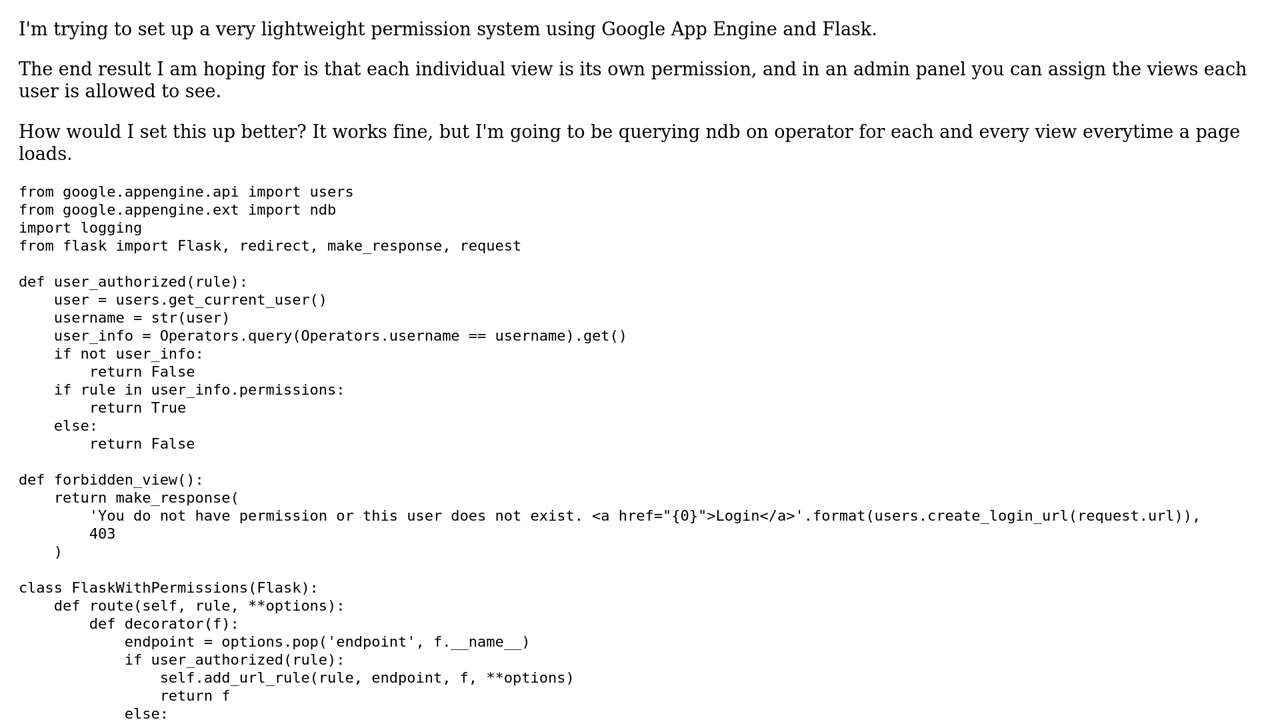 I'm trying to set up a very lightweight permission system using Google App Engine and Flask.
The end result I am hoping for is that each individual view is its own permission, and in an admin panel you can assign the views each
user is allowed to see.
How would I set this up better? It works fine, but I'm going to be querying ndb on operator for each and every view everytime a page
loads.
from google.appengine.api import users
from google.appengine.ext import ndb
import logging
from flask import Flask, redirect, make_response, request
def user_authorized(rule):
    user = users.get_current_user()
    username = str(user)
    user_info = Operators.query(Operators.username == username).get()
    if not user_info:
        return False
    if rule in user_info.permissions:
        return True
    else:
        return False
def forbidden_view():
    return make_response(
        'You do not have permission or this user does not exist. <a href="{0}">Login</a>'.format(users.create_login_url(request.url)),
        403
    )
class FlaskWithPermissions(Flask):
    def route(self, rule, **options):
        def decorator(f):
            endpoint = options.pop('endpoint', f.__name__)
            if user_authorized(rule):
                self.add_url_rule(rule, endpoint, f, **options)
                return f
            else: